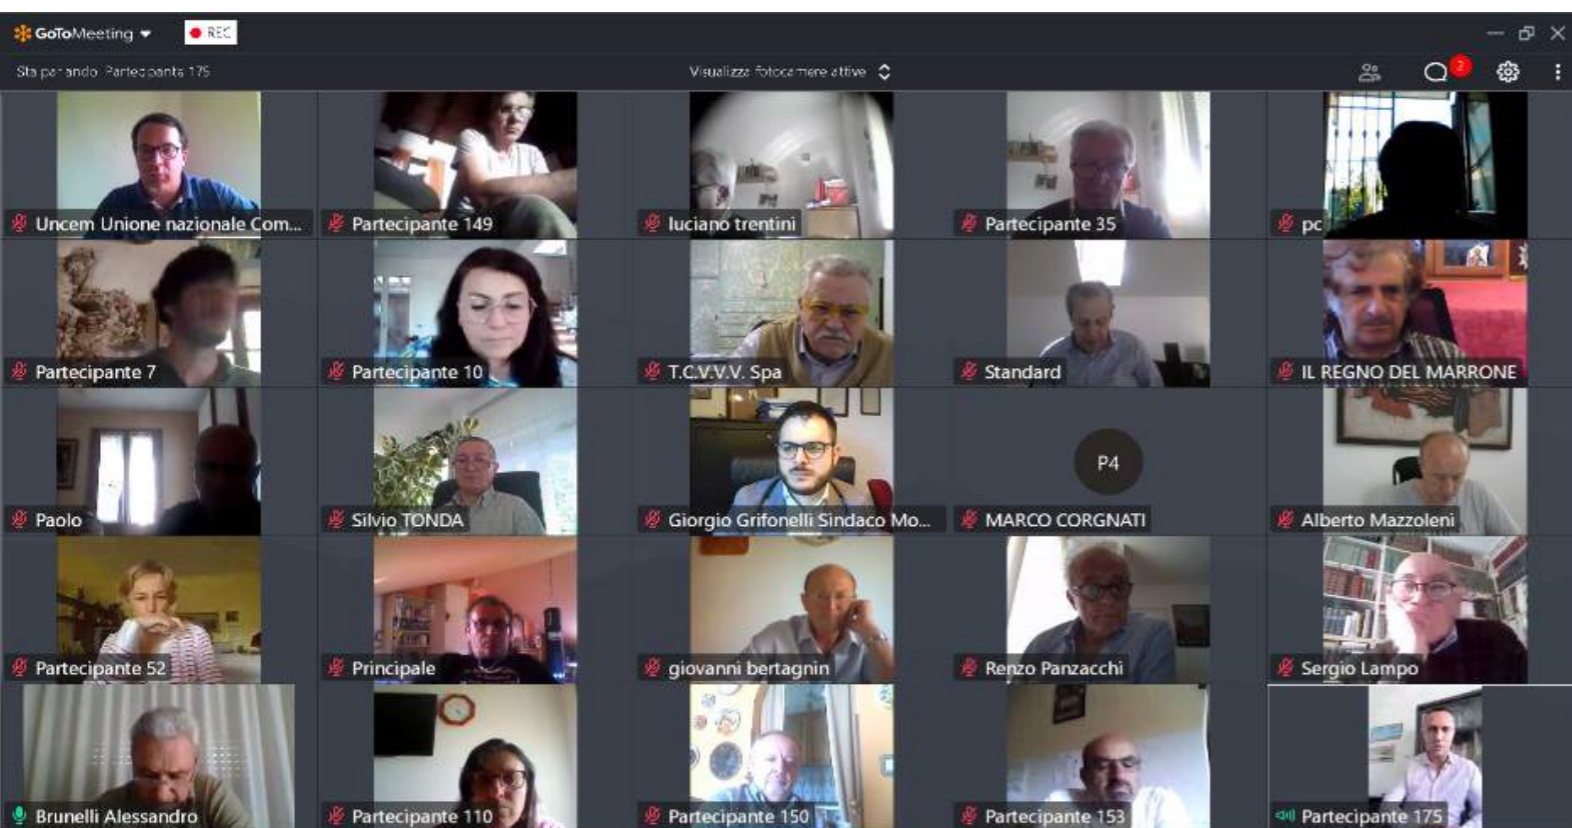 GoToMeeting
REC
Sta parlando: Partecipante 175
Visualizza fotocamere attive
2
Uncem Unione nazionale Com...
Partecipante 149
luciano trentini
Partecipante 35
pc
Partecipante 7
Partecipante 10
T.C.V.V.V. Spa
Standard
IL REGNO DEL MARRONE
Paolo
Silvio TONDA
Giorgio Grifonelli Sindaco Mo...
P4
MARCO CORGNATI
Alberto Mazzoleni
Partecipante 52
Principale
giovanni bertagnin
Renzo Panzacchi
Sergio Lampo
Brunelli Alessandro
Partecipante 110
Partecipante 150
Partecipante 153
Partecipante 175